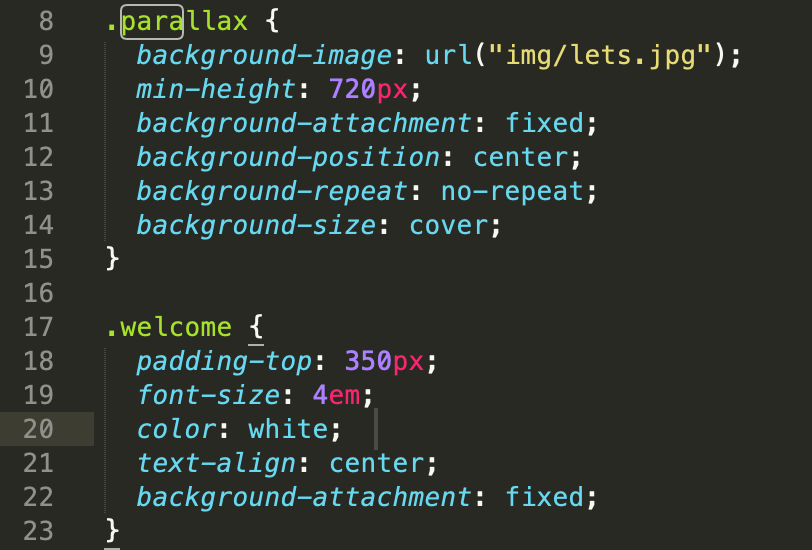 8 .parallax {
9 background-image: url("img/lets.jpg");
10 min-height: 720px;
11 background-attachment: fixed;
12 background-position: center;
13 background-repeat: no-repeat;
14 background-size: cover;
15 }
16
17 .welcome {
18 padding-top: 350px;
19 font-size: 4em;
20 color: white;
21 text-align: center;
22 background-attachment: fixed;
23 }